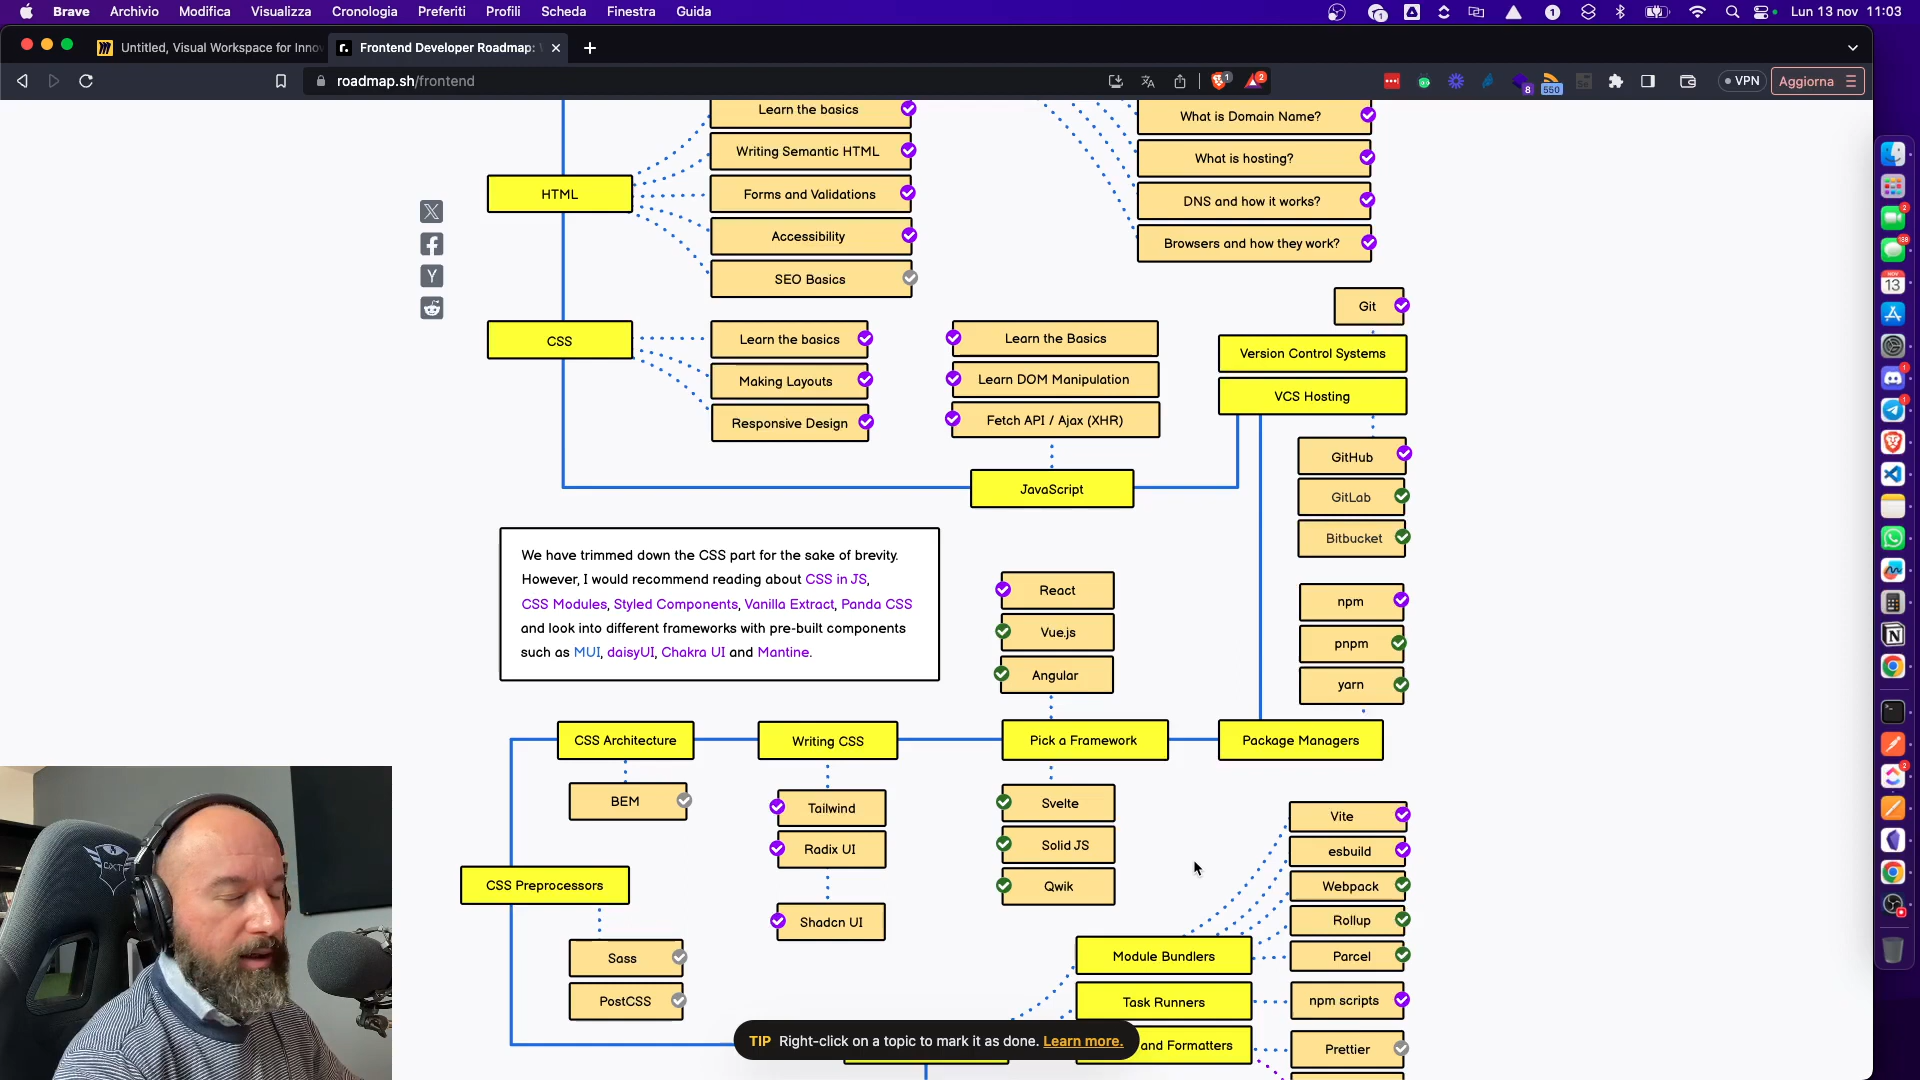 Brave Archivio Modifica Visualizza Cronologia Preferiti Profili Scheda Finestra Guida
Lun 13 nov 11:03
Untitled, Visual Workspace for Innov
Frontend Developer Roadmap:
roadmap.sh/frontend
VPN
Aggiorna
8
550
Learn the basics
Writing Semantic HTML
HTML
Forms and Validations
Accessibility
SEO Basics
What is Domain Name?
What is hosting?
DNS and how it works?
Browsers and how they work?
Git
Version Control Systems
VCS Hosting
CSS
Learn the basics
Making Layouts
Responsive Design
Learn the Basics
Learn DOM Manipulation
Fetch API / Ajax (XHR)
JavaScript
GitHub
GitLab
Bitbucket
We have trimmed down the CSS part for the sake of brevity.
However, I would recommend reading about CSS in JS,
CSS Modules, Styled Components, Vanilla Extract, Panda CSS
and look into different frameworks with pre-built components
such as MUI, daisyUI, Chakra UI and Mantine.
React
Vue.js
Angular
npm
pnpm
yarn
CSS Architecture
Writing CSS
Pick a Framework
Package Managers
BEM
Tailwind
Radix UI
Shadcn UI
Svelte
Solid JS
Qwik
CSS Preprocessors
Sass
PostCSS
Vite
esbuild
Webpack
Rollup
Parcel
Module Bundlers
Task Runners
npm scripts
and Formatters
Prettier
TIP Right-click on a topic to mark it as done. Learn more.